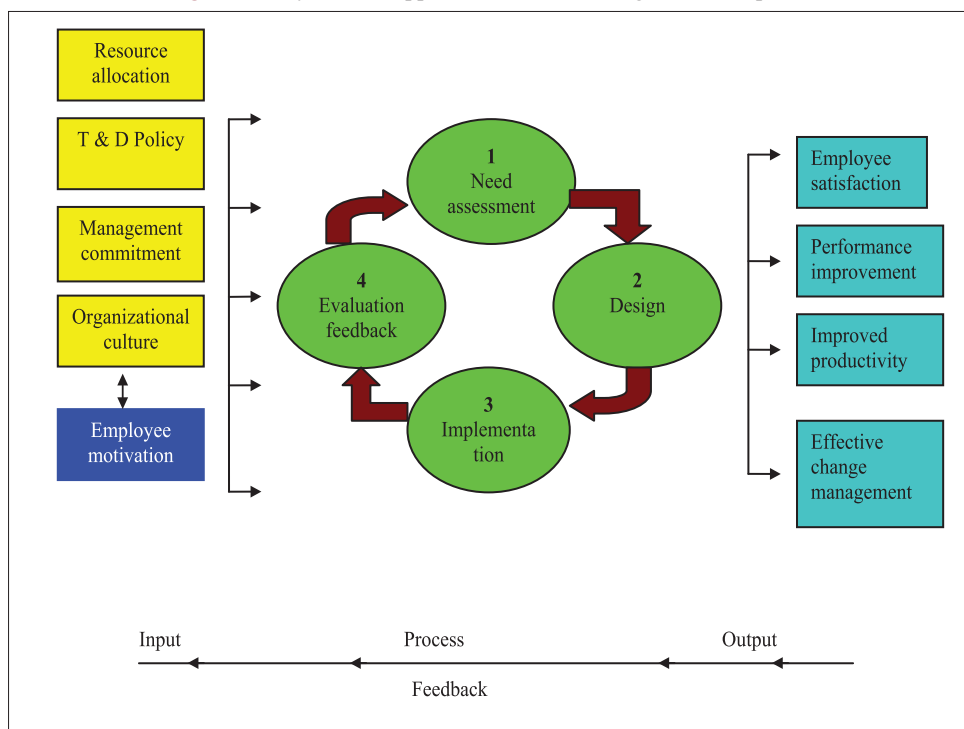 Resource
allocation
T & D Policy
Management
commitment
Organizational
culture
Employee
motivation
1
Need
assessment
2
Design
3
Implementa
tion
4
Evaluation
feedback
Employee
satisfaction
Performance
improvement
Improved
productivity
Effective
change
management
Input
Process
Output
Feedback